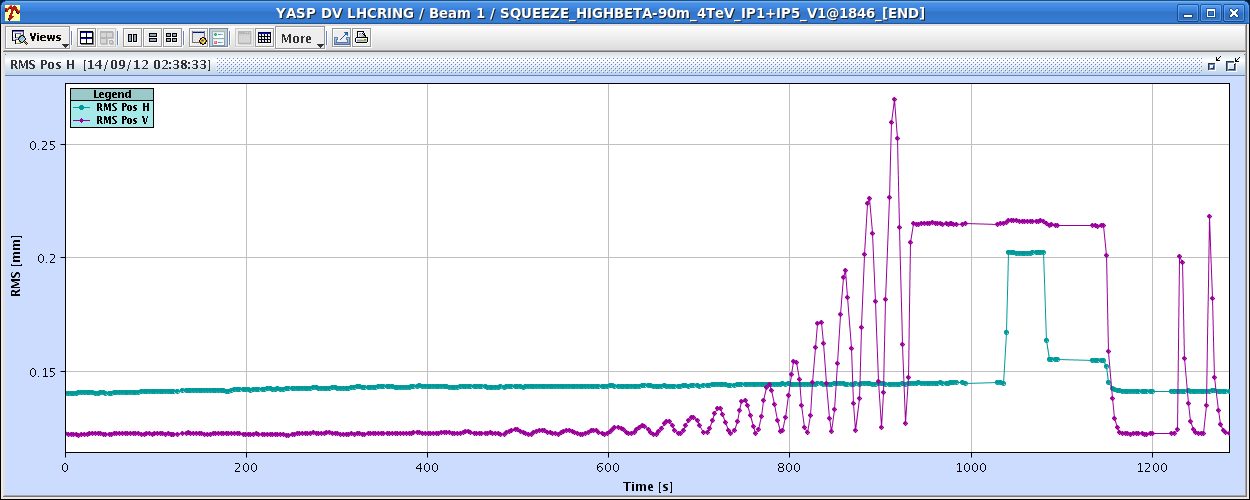 YASP DV LHCRING / Beam 1 / SQUEEZE_HIGHBETA-90m_4TeV_IP1+IP5_V1@1846_[END]
Views
More
RMS Pos H [14/09/12 02:38:33]
Legend
RMS Pos H
RMS Pos V
0.25
0.2
0.15
RMS [mm]
0
200
400
600
800
1000
1200
Time [s]